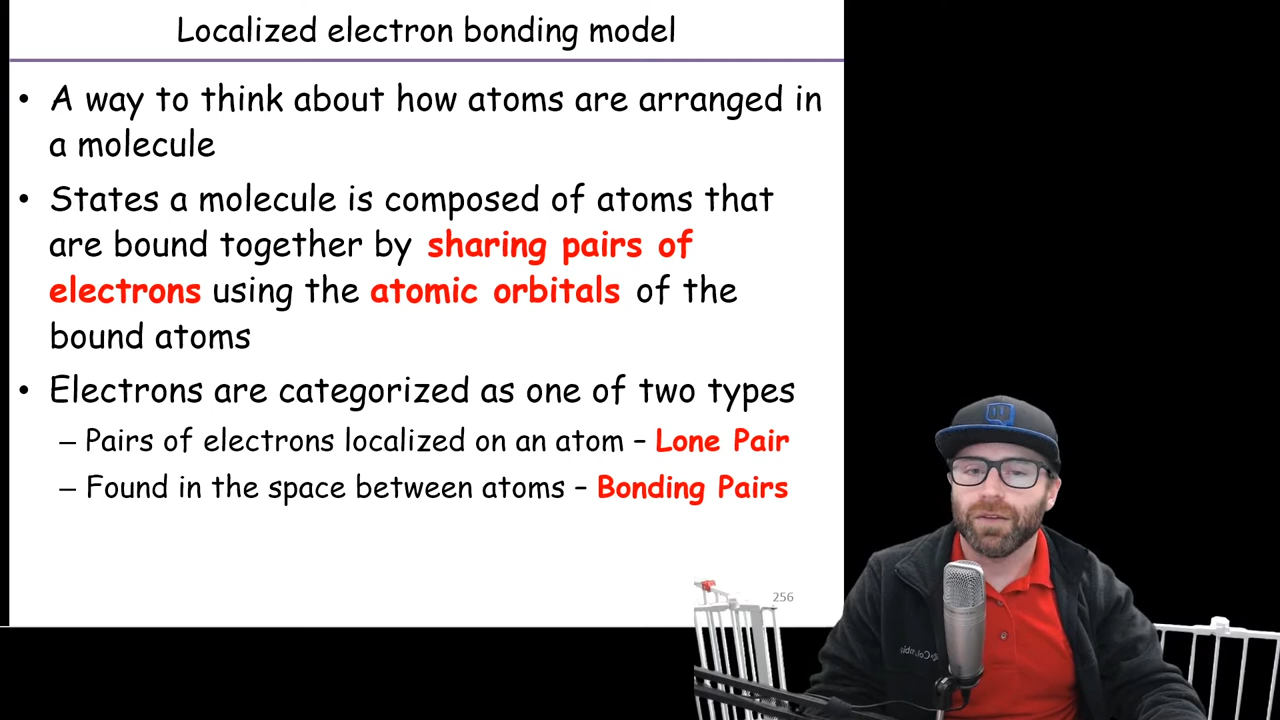 Localized electron bonding model
• A way to think about how atoms are arranged in
a molecule
• States a molecule is composed of atoms that
are bound together by sharing pairs of
electrons using the atomic orbitals of the
bound atoms
• Electrons are categorized as one of two types
– Pairs of electrons localized on an atom – Lone Pair
– Found in the space between atoms – Bonding Pairs
256
Columbia